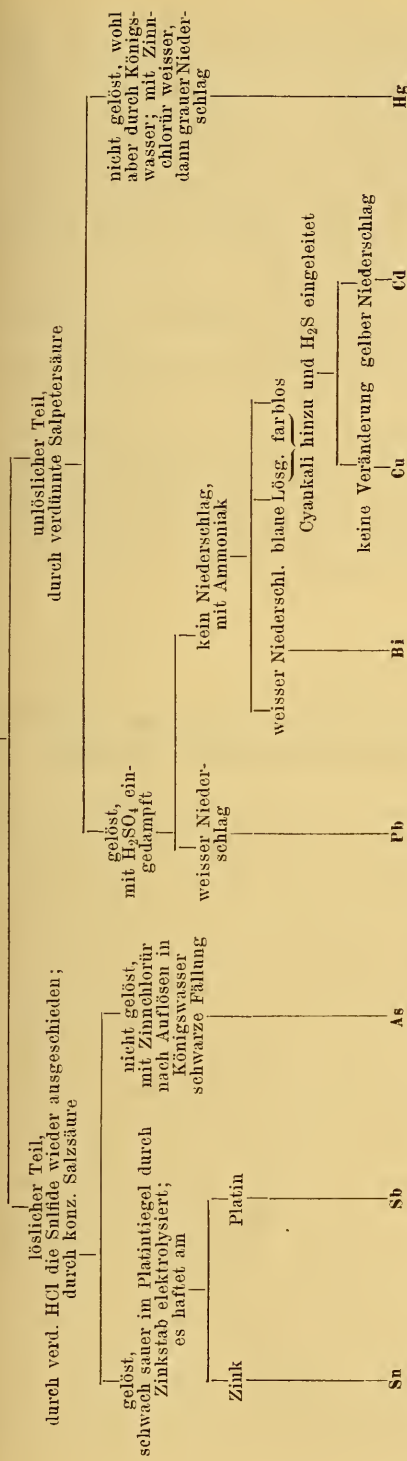 löslicher Teil,
durch verd. HCl die Sulfide wieder ausgeschieden;
durch konz. Salzsäure
unlöslicher Teil,
durch verdünnte Salpetersäure
gelöst,
schwach sauer im Platintiegel durch
Zinkstab elektrolysiert;
es haftet am
Zink
Platin
Sn
Sb
nicht gelöst,
mit Zinnchlorür
nach Auflösen in
Königswasser
schwarze Fällung
As
gelöst,
mit H₂SO₄ ein-
gedampft
weisser Nieder-
schlag
Pb
kein Niederschlag,
mit Ammoniak
weisser Niederschl. blaue Lösg. farblos
Bi
Cyankali hinzu und H₂S eingeleitet
keine Veränderung gelber Niederschlag
Cu
Cd
nicht gelöst, wohl
aber durch Königs-
wasser; mit Zinn-
chlorür weisser,
dann grauer Nieder-
schlag
Hg